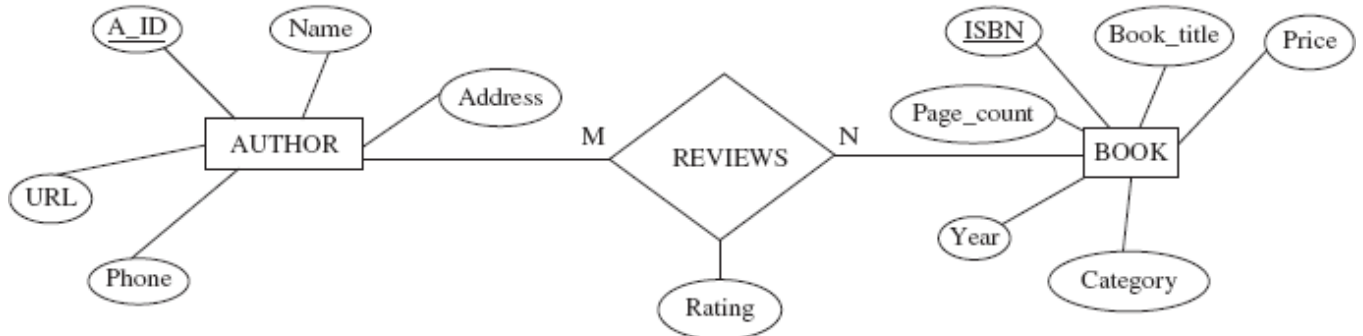 A_ID
Name
ISBN
Book_title
Price
Address
Page_count
AUTHOR
M
REVIEWS
N
BOOK
URL
Year
Phone
Category
Rating